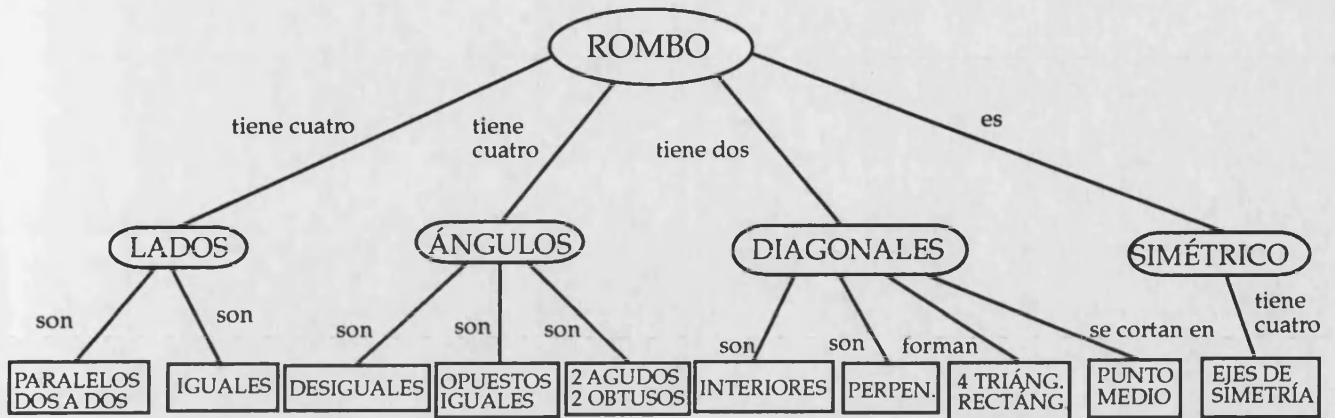 ROMBO
tiene cuatro
tiene
cuatro
tiene dos
es
LADOS
ÁNGULOS
DIAGONALES
SIMÉTRICO
son
son
son
son
son
son
son
forman
se cortan en
tiene
cuatro
PARALELOS
DOS A DOS
IGUALES
DESIGUALES
OPUESTOS
IGUALES
2 AGUDOS
2 OBTUSOS
INTERIORES
PERPEN.
4 TRIÁNG.
RECTÁNG.
PUNTO
MEDIO
EJES DE
SIMETRÍA